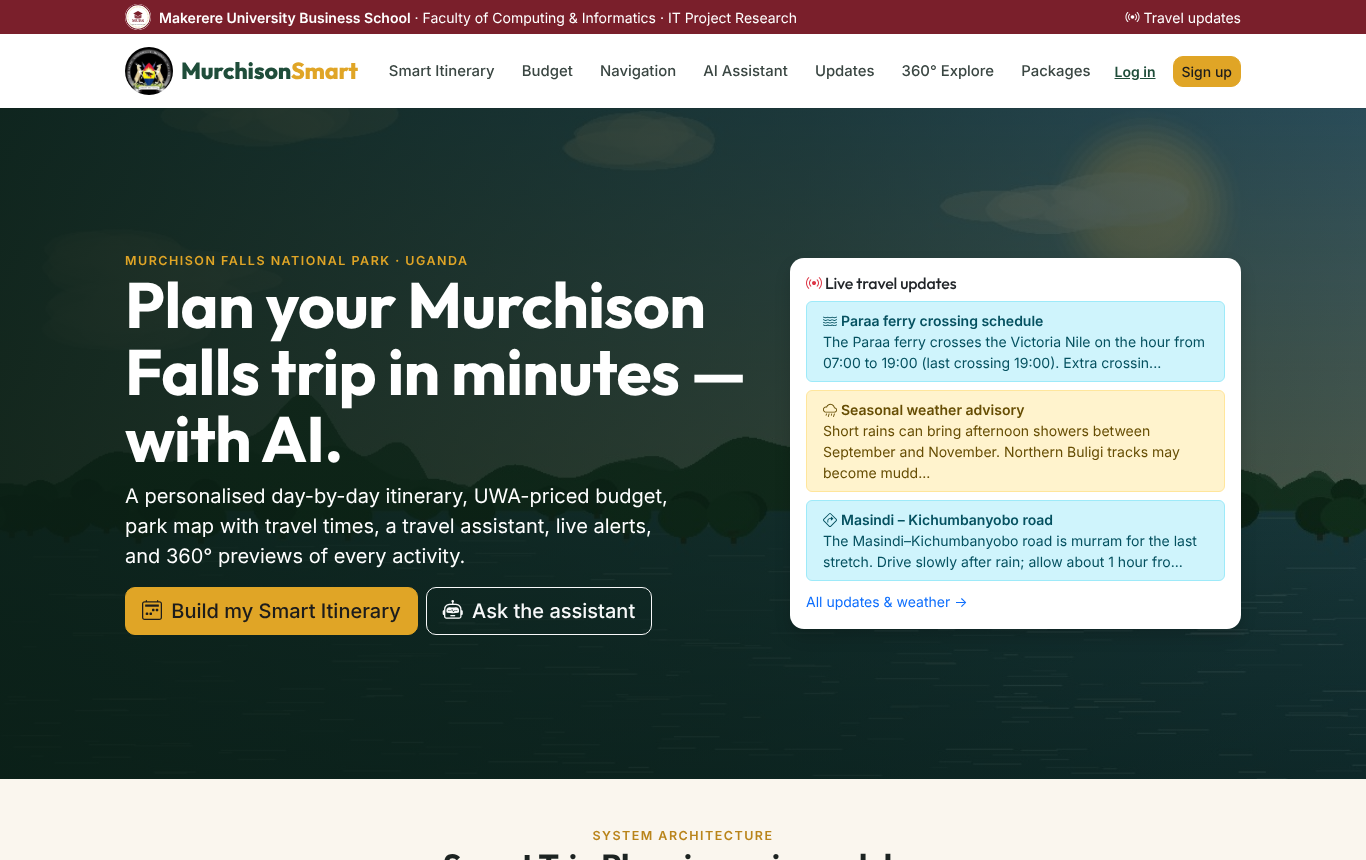 Makerere University Business School · Faculty of Computing & Informatics · IT Project Research
Travel updates
MurchisonSmart
Smart Itinerary
Budget
Navigation
AI Assistant
Updates
360° Explore
Packages
Log in
Sign up
MURCHISON FALLS NATIONAL PARK · UGANDA
Plan your Murchison
Falls trip in minutes —
with AI.
A personalised day-by-day itinerary, UWA-priced budget,
park map with travel times, a travel assistant, live alerts,
and 360° previews of every activity.
Build my Smart Itinerary
Ask the assistant
Live travel updates
Paraa ferry crossing schedule
The Paraa ferry crosses the Victoria Nile on the hour from
07:00 to 19:00 (last crossing 19:00). Extra crossin...
Seasonal weather advisory
Short rains can bring afternoon showers between
September and November. Northern Buligi tracks may
become mudd...
Masindi – Kichumbanyobo road
The Masindi–Kichumbanyobo road is murram for the last
stretch. Drive slowly after rain; allow about 1 hour fro...
All updates & weather →
SYSTEM ARCHITECTURE